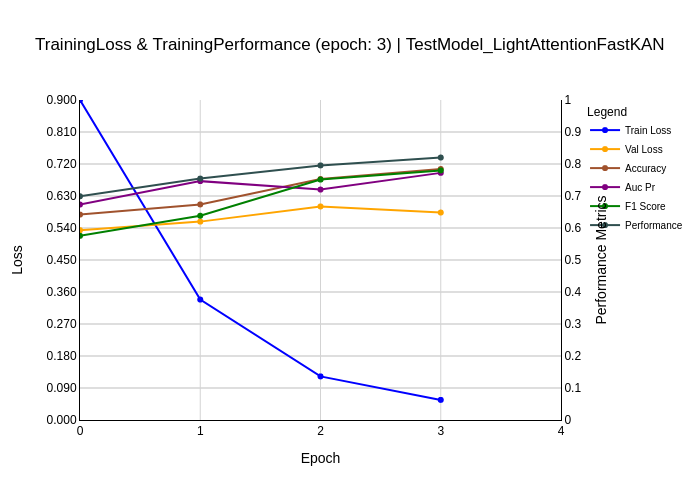 TrainingLoss & TrainingPerformance (epoch: 3) | TestModel_LightAttentionFastKAN
0.900
0.810
0.720
0.630
0.540
0.450
0.360
0.270
0.180
0.090
0.000
Loss
0
1
2
3
4
Epoch
1
0.9
0.8
0.7
0.6
0.5
0.4
0.3
0.2
0.1
0
Performance Metrics
Legend
Train Loss
Val Loss
Accuracy
Auc Pr
F1 Score
Performance